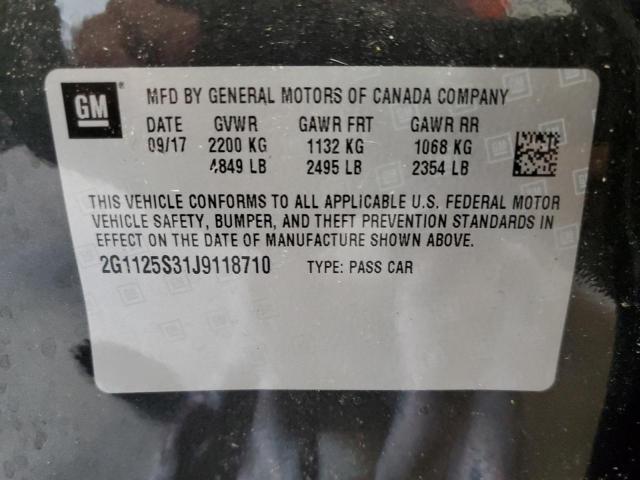 GM
MFD BY GENERAL MOTORS OF CANADA COMPANY
DATE GVWR GAWR FRT GAWR RR
09/17 2200 KG 1132 KG 1068 KG
4849 LB 2495 LB 2354 LB
THIS VEHICLE CONFORMS TO ALL APPLICABLE U.S. FEDERAL MOTOR
VEHICLE SAFETY, BUMPER, AND THEFT PREVENTION STANDARDS IN
EFFECT ON THE DATE OF MANUFACTURE SHOWN ABOVE.
2G1125S31J9118710 TYPE: PASS CAR